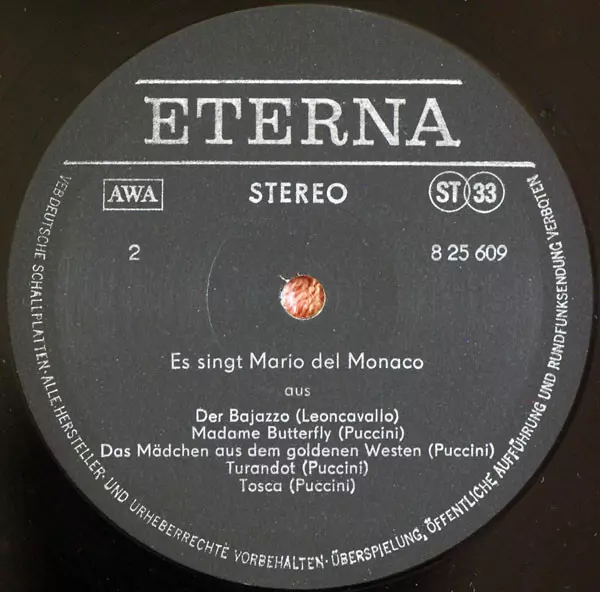 ETERNA
AWA
STEREO
ST 33
2
8 25 609
Es singt Mario del Monaco
aus
Der Bajazzo (Leoncavallo)
Madame Butterfly (Puccini)
Das Mädchen aus dem goldenen Westen (Puccini)
Turandot (Puccini)
Tosca (Puccini)
VEB DEUTSCHE SCHALLPLATTEN · ALLE HERSTELLER- UND URHEBERRECHTE VORBEHALTEN · ÜBERSPIELUNG, ÖFFENTLICHE AUFFÜHRUNG UND RUNDFUNKSENDUNG VERBOTEN